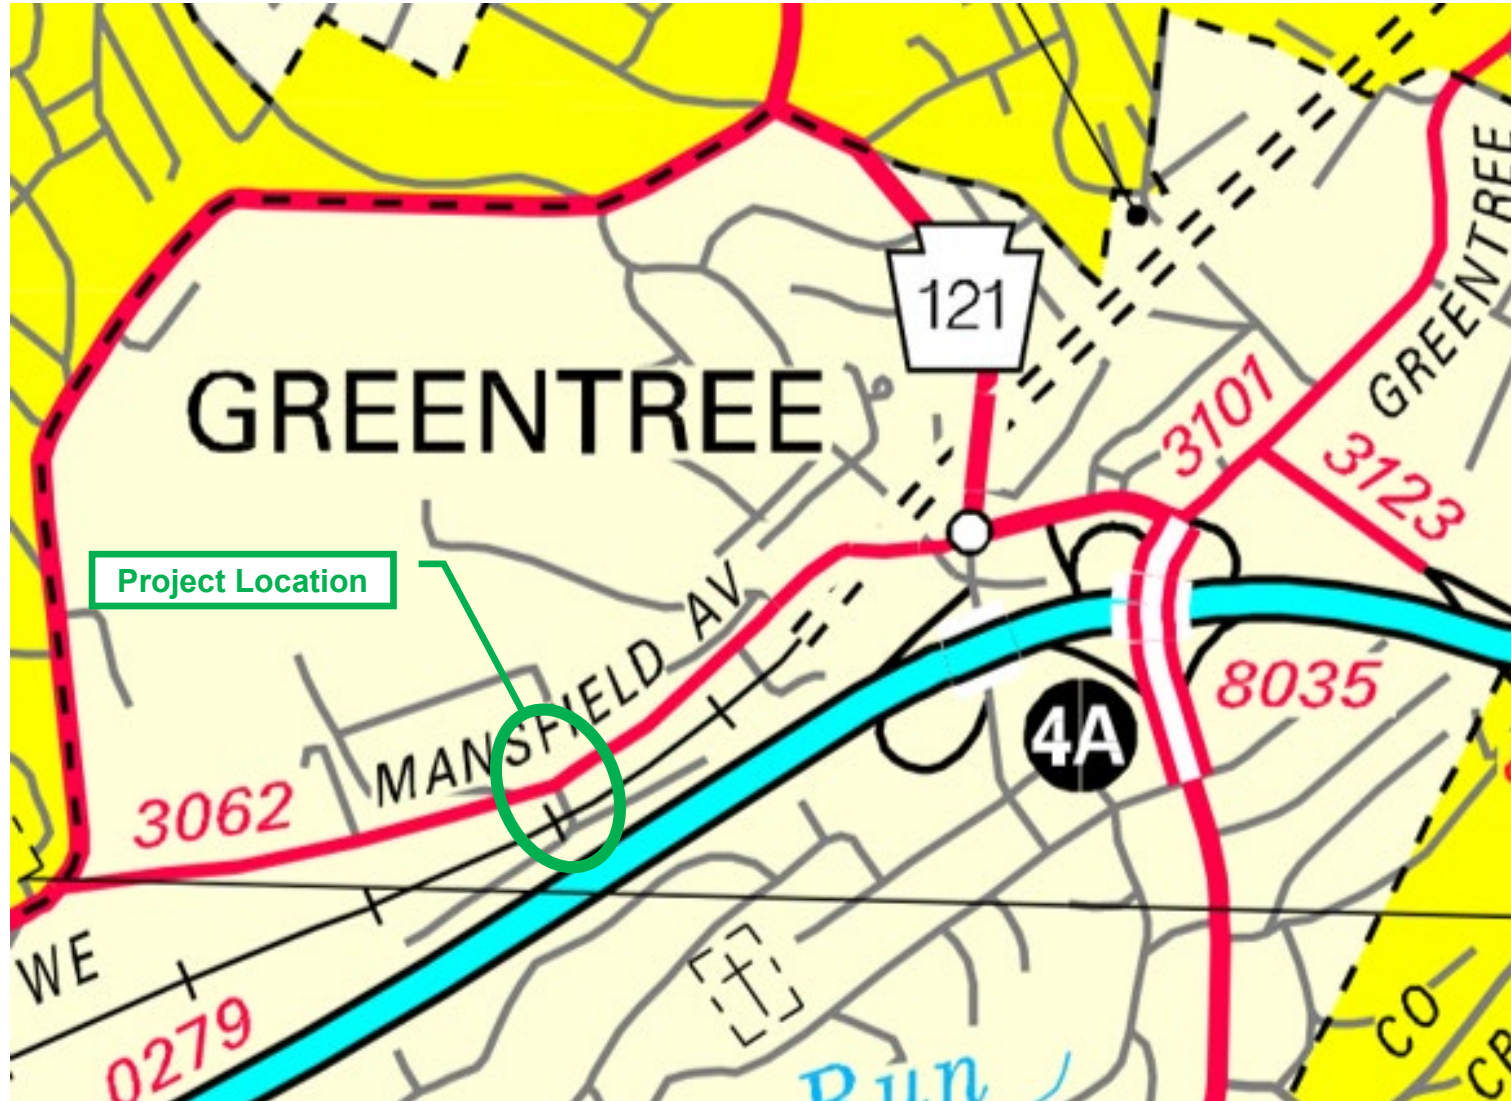 GREENTREE
121
GREENTREE
3101
3123
Project Location
MANSFIELD AV
8035
4A
3062
WE
0279
Run
CO